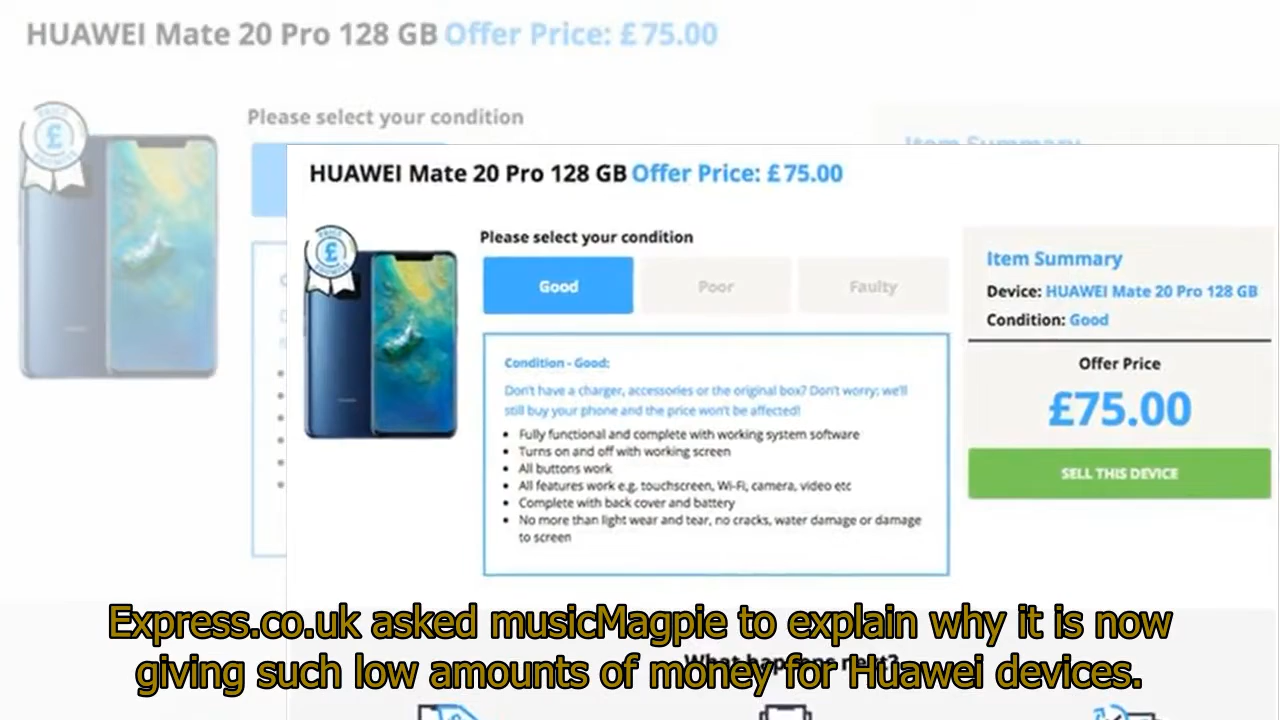 HUAWEI Mate 20 Pro 128 GB Offer Price: £75.00
Please select your condition
Item Summary
HUAWEI Mate 20 Pro 128 GB Offer Price: £75.00
PRICE
£
PROMISE
Please select your condition
Good
Poor
Faulty
Condition - Good:
Don't have a charger, accessories or the original box? Don't worry; we'll
still buy your phone and the price won't be affected!
• Fully functional and complete with working system software
• Turns on and off with working screen
• All buttons work
• All features work e.g. touchscreen, Wi-Fi, camera, video etc
• Complete with back cover and battery
• No more than light wear and tear, no cracks, water damage or damage
to screen
Item Summary
Device: HUAWEI Mate 20 Pro 128 GB
Condition: Good
Offer Price
£75.00
SELL THIS DEVICE
What happens next?
Express.co.uk asked musicMagpie to explain why it is now
giving such low amounts of money for Huawei devices.